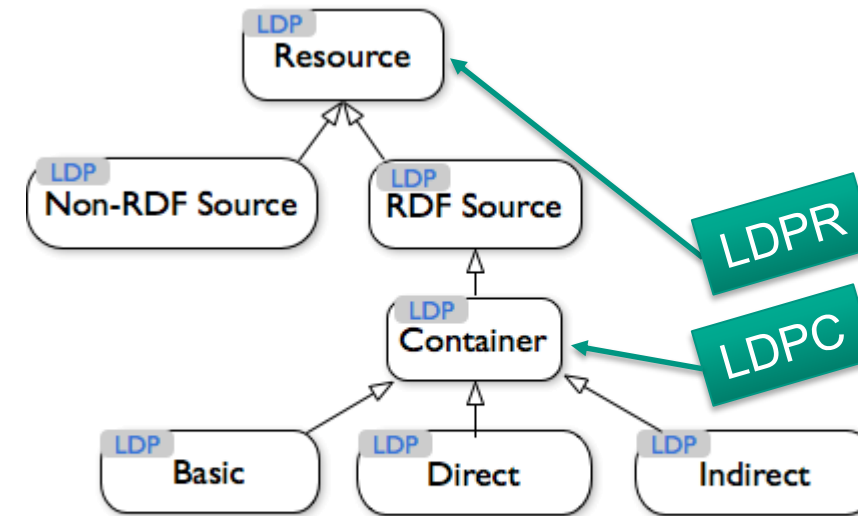 LDP
Resource
LDP
Non-RDF Source
LDP
RDF Source
LDPR
LDP
Container
LDPC
LDP
Basic
LDP
Direct
LDP
Indirect